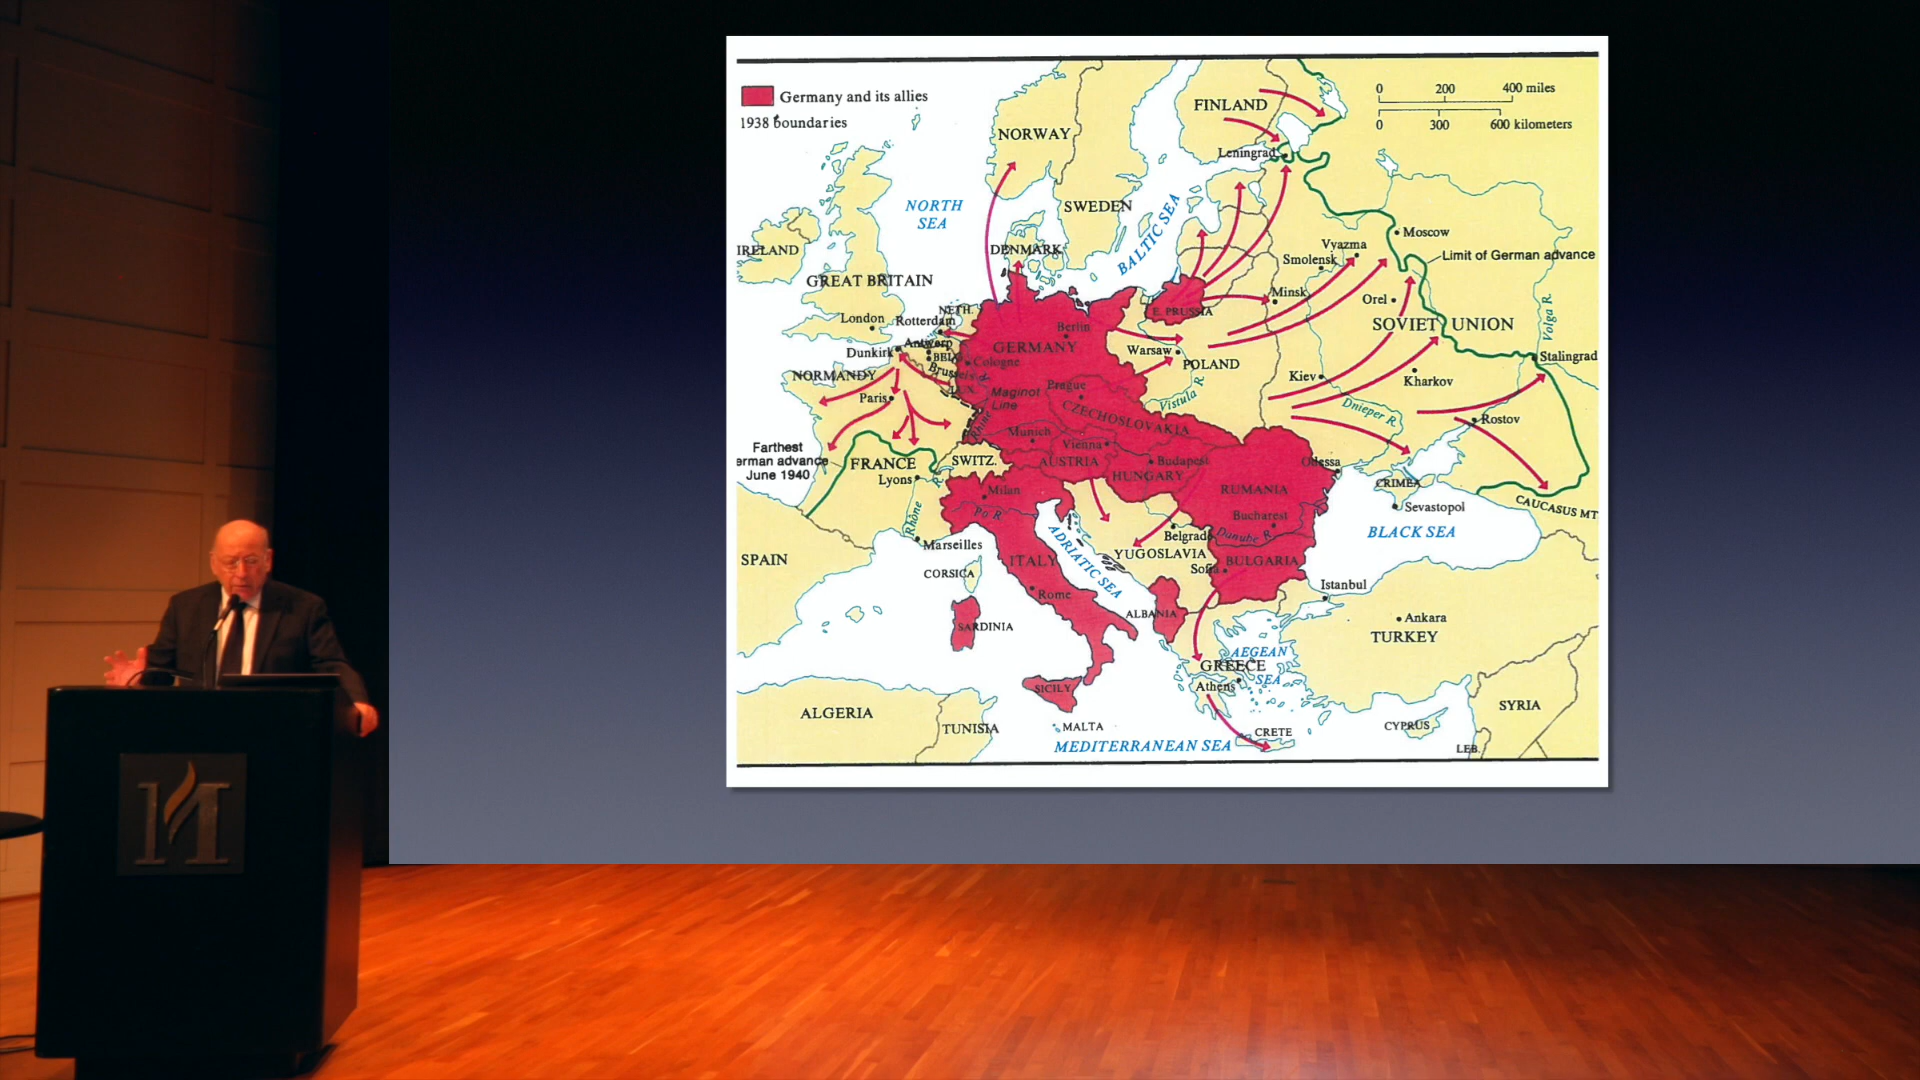 Germany and its allies
1938 boundaries
0 200 400 miles
0 300 600 kilometers
FINLAND
NORWAY
Leningrad
NORTH
SEA
SWEDEN
BALTIC SEA
Moscow
IRELAND
DENMARK
Vyazma
Smolensk
Limit of German advance
GREAT BRITAIN
Minsk
Orel
Volga R.
London
NETH.
Rotterdam
E. PRUSSIA
SOVIET UNION
Berlin
Dunkirk
Antwerp
GERMANY
Warsaw
POLAND
Stalingrad
BEL.
Cologne
Brussels
NORMANDY
LUX.
Kiev
Kharkov
Paris
Maginot
Line
Prague
Vistula R.
Dnieper R.
CZECHOSLOVAKIA
Rhine
Rostov
Munich
Vienna
Farthest
erman advance
June 1940
FRANCE
SWITZ.
AUSTRIA
Budapest
HUNGARY
Odessa
Lyons
CRIMEA
Milan
RUMANIA
Po R.
Sevastopol
CAUCASUS MT
Rhône
Bucharest
BLACK SEA
Danube R.
Belgrade
Marseilles
ADRIATIC SEA
YUGOSLAVIA
SPAIN
ITALY
BULGARIA
Sofia
CORSICA
Rome
Istanbul
ALBANIA
Ankara
SARDINIA
TURKEY
AEGEAN
SEA
GREECE
Athens
SICILY
ALGERIA
SYRIA
TUNISIA
MALTA
CYPRUS
CRETE
MEDITERRANEAN SEA
LEB.